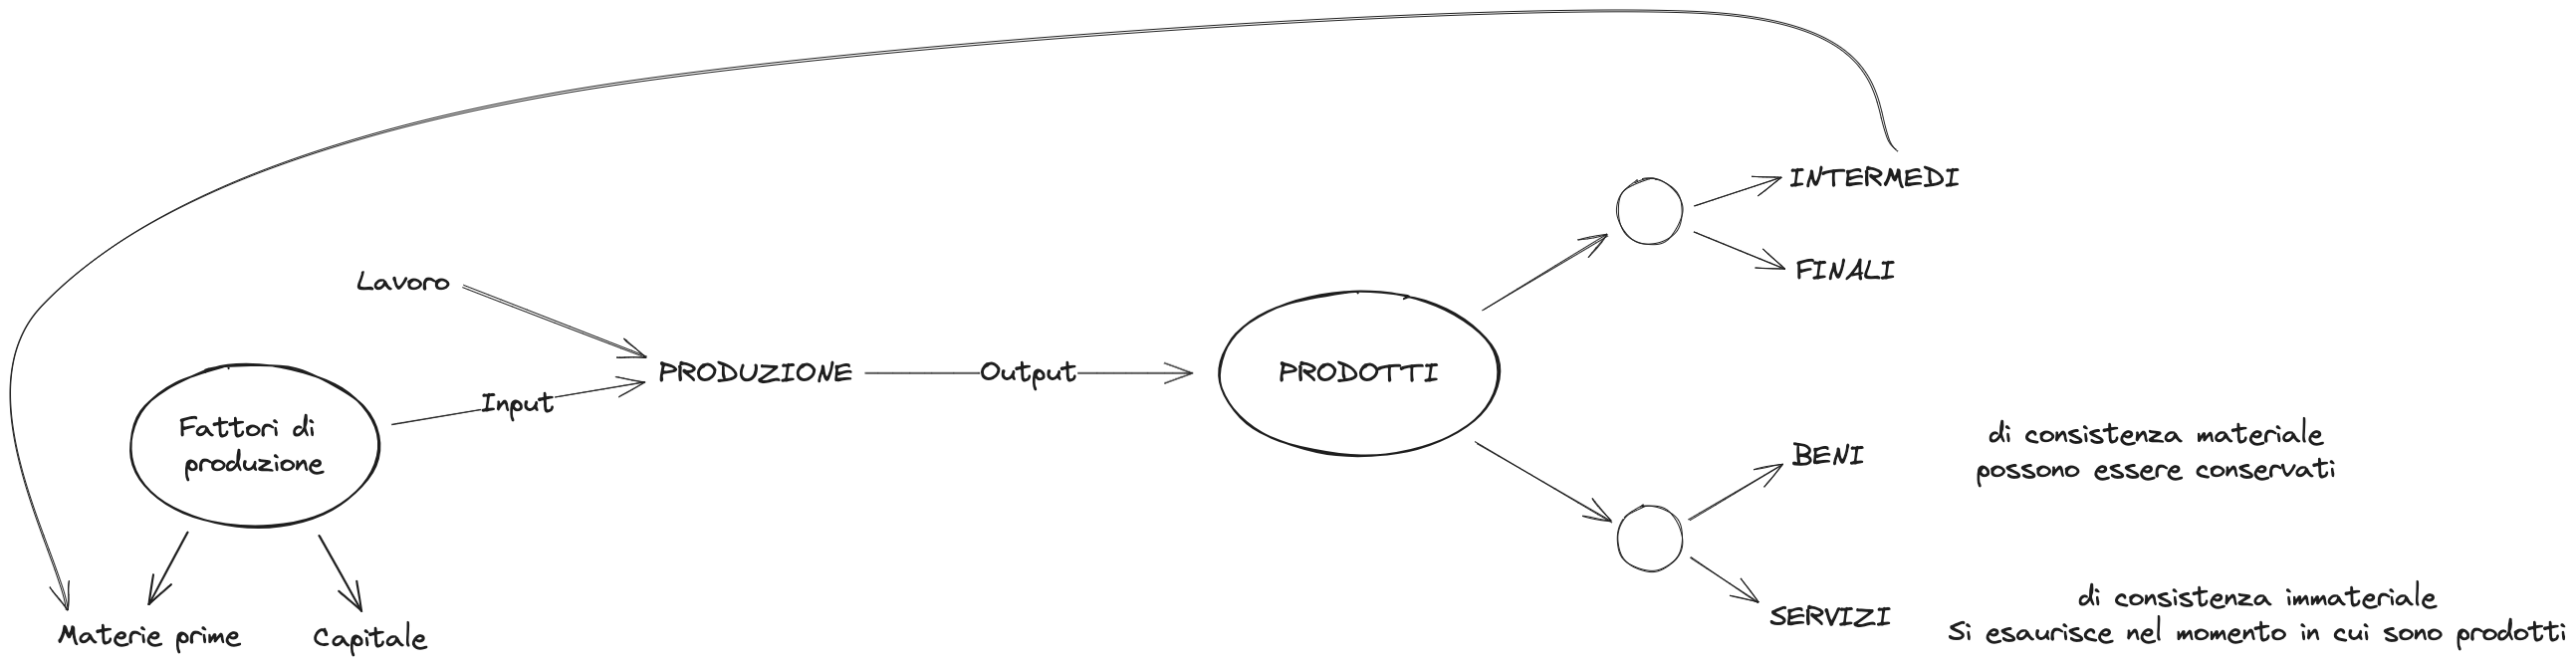 INTERMEDI
FINALI
Lavoro
PRODUZIONE
Output
PRODOTTI
Input
Fattori di
produzione
BENI
di consistenza materiale
possono essere conservati
Materie prime
Capitale
SERVIZI
di consistenza immateriale
Si esaurisce nel momento in cui sono prodotti